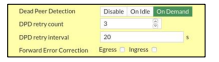 Dead Peer Detection Disable On Idle On Demand
DPD retry count 3
DPD retry interval 20 s
Forward Error Correction Egress Ingress